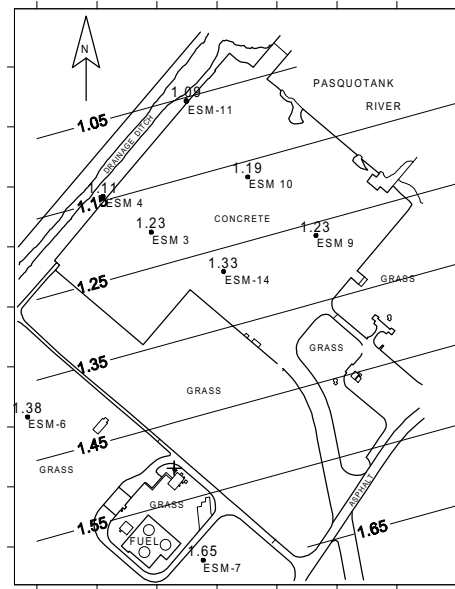 N
PASQUOTANK
RIVER
1.09
ESM-11
1.05
DRAINAGE DITCH
1.19
ESM 10
1.11
ESM 4
1.15
CONCRETE
1.23
ESM 3
1.23
ESM 9
1.33
ESM-14
1.25
GRASS
GRASS
1.35
GRASS
1.38
ESM-6
1.45
GRASS
ASPHALT
GRASS
1.55
1.65
FUEL
1.65
ESM-7